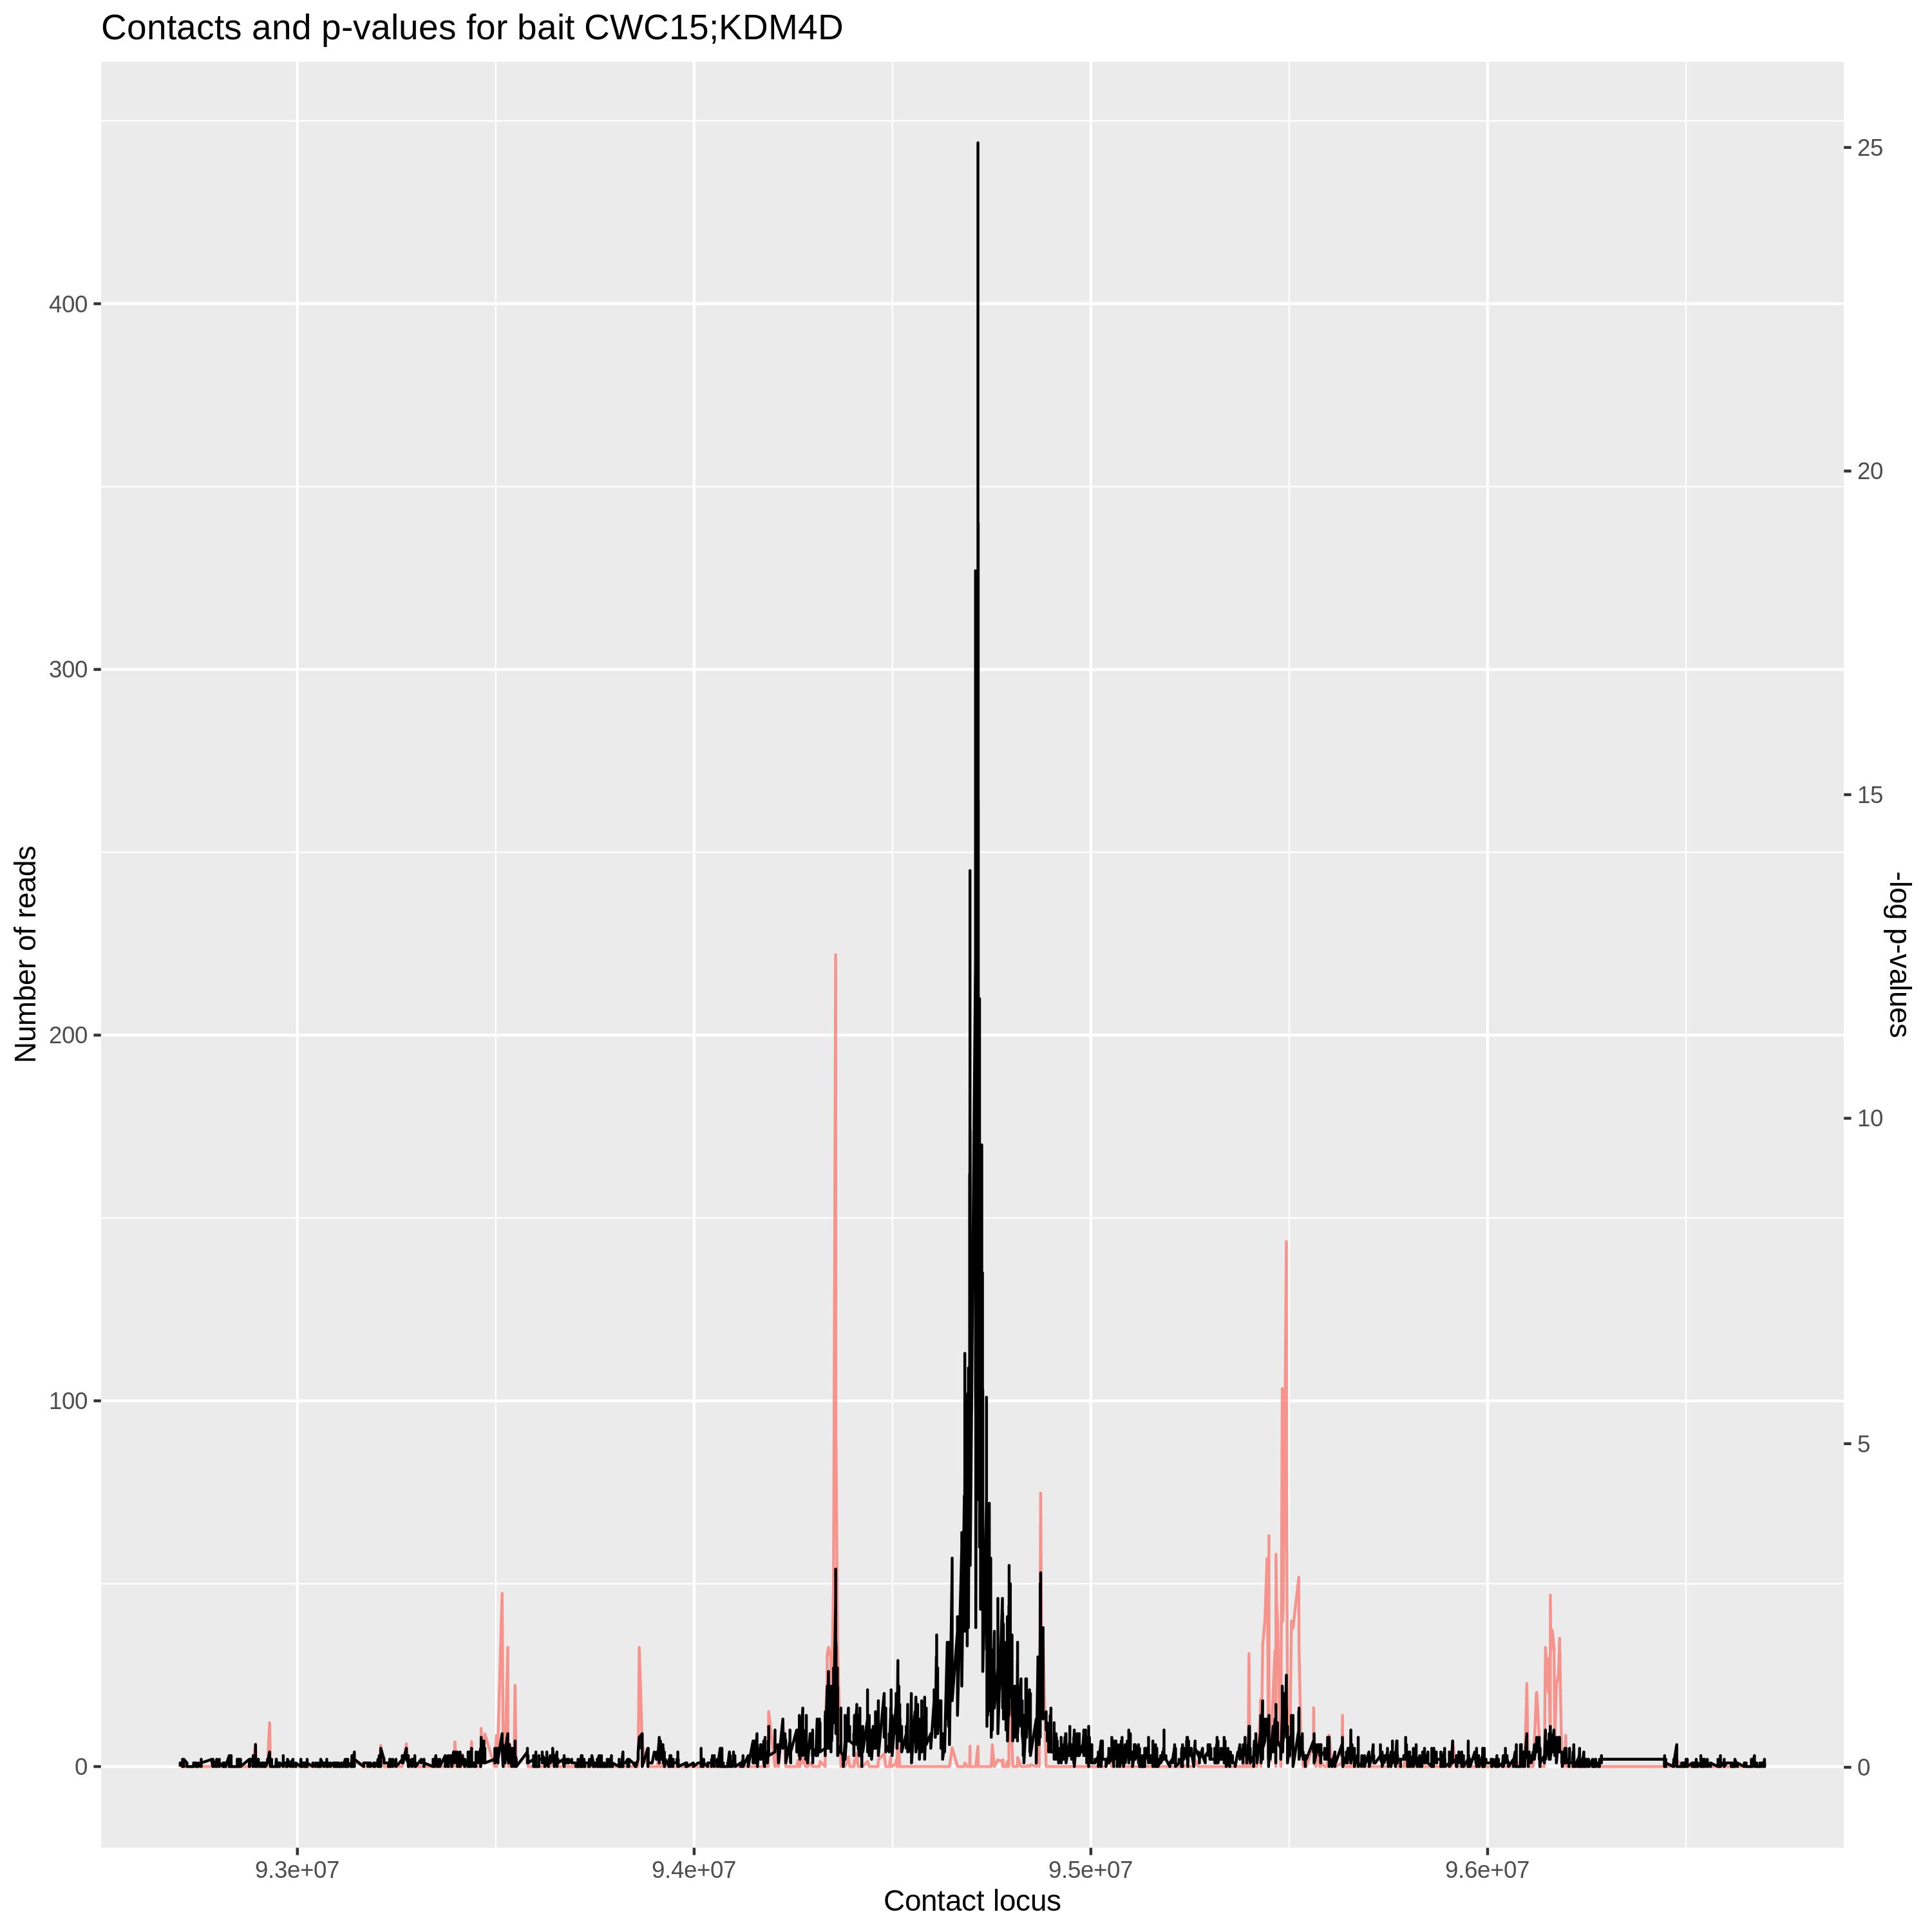 Contacts and p-values for bait CWC15;KDM4D
Number of reads
400
300
200
100
0
25
20
15
10
5
0
-log p-values
9.3e+07
9.4e+07
9.5e+07
9.6e+07
Contact locus